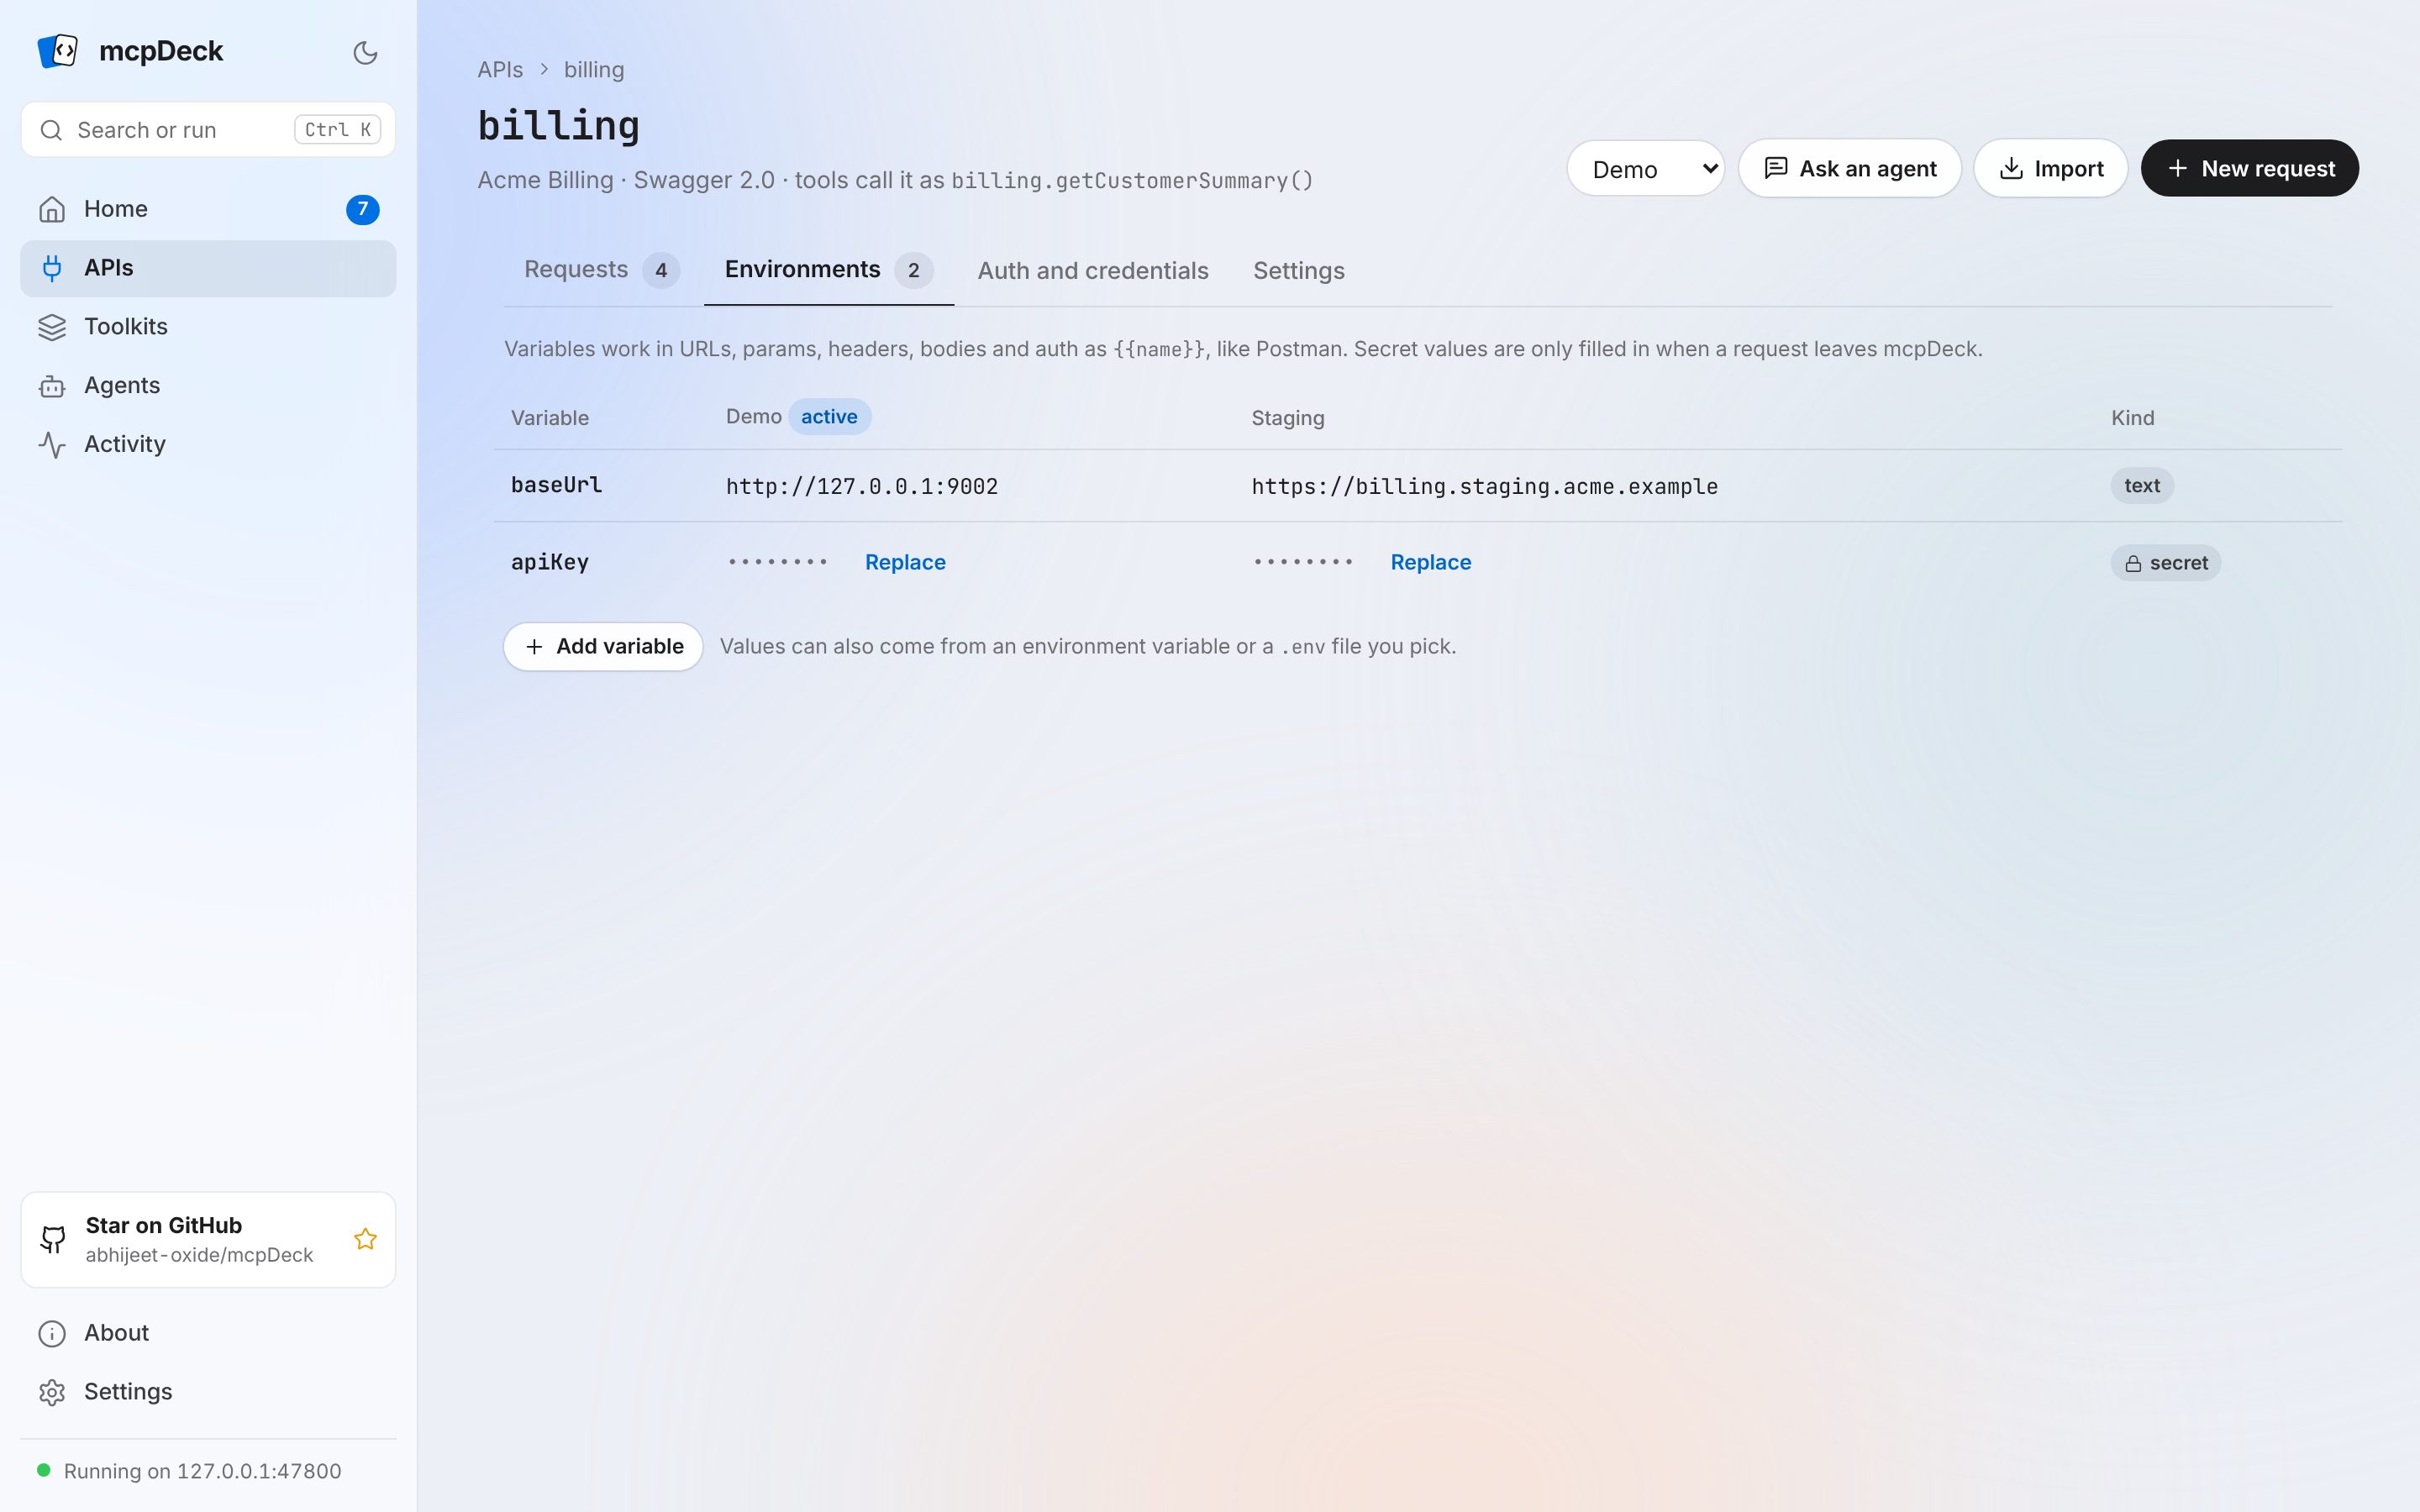 mcpDeck
Search or run Ctrl K
Home 7
APIs
Toolkits
Agents
Activity
Star on GitHub
abhijeet-oxide/mcpDeck
About
Settings
Running on 127.0.0.1:47800
APIs > billing
billing
Acme Billing · Swagger 2.0 · tools call it as billing.getCustomerSummary()
Demo Ask an agent Import New request
Requests 4 Environments 2 Auth and credentials Settings
Variables work in URLs, params, headers, bodies and auth as {{name}}, like Postman. Secret values are only filled in when a request leaves mcpDeck.
Variable Demo active Staging Kind
baseUrl http://127.0.0.1:9002 https://billing.staging.acme.example text
apiKey •••••••• Replace •••••••• Replace secret
Add variable Values can also come from an environment variable or a .env file you pick.